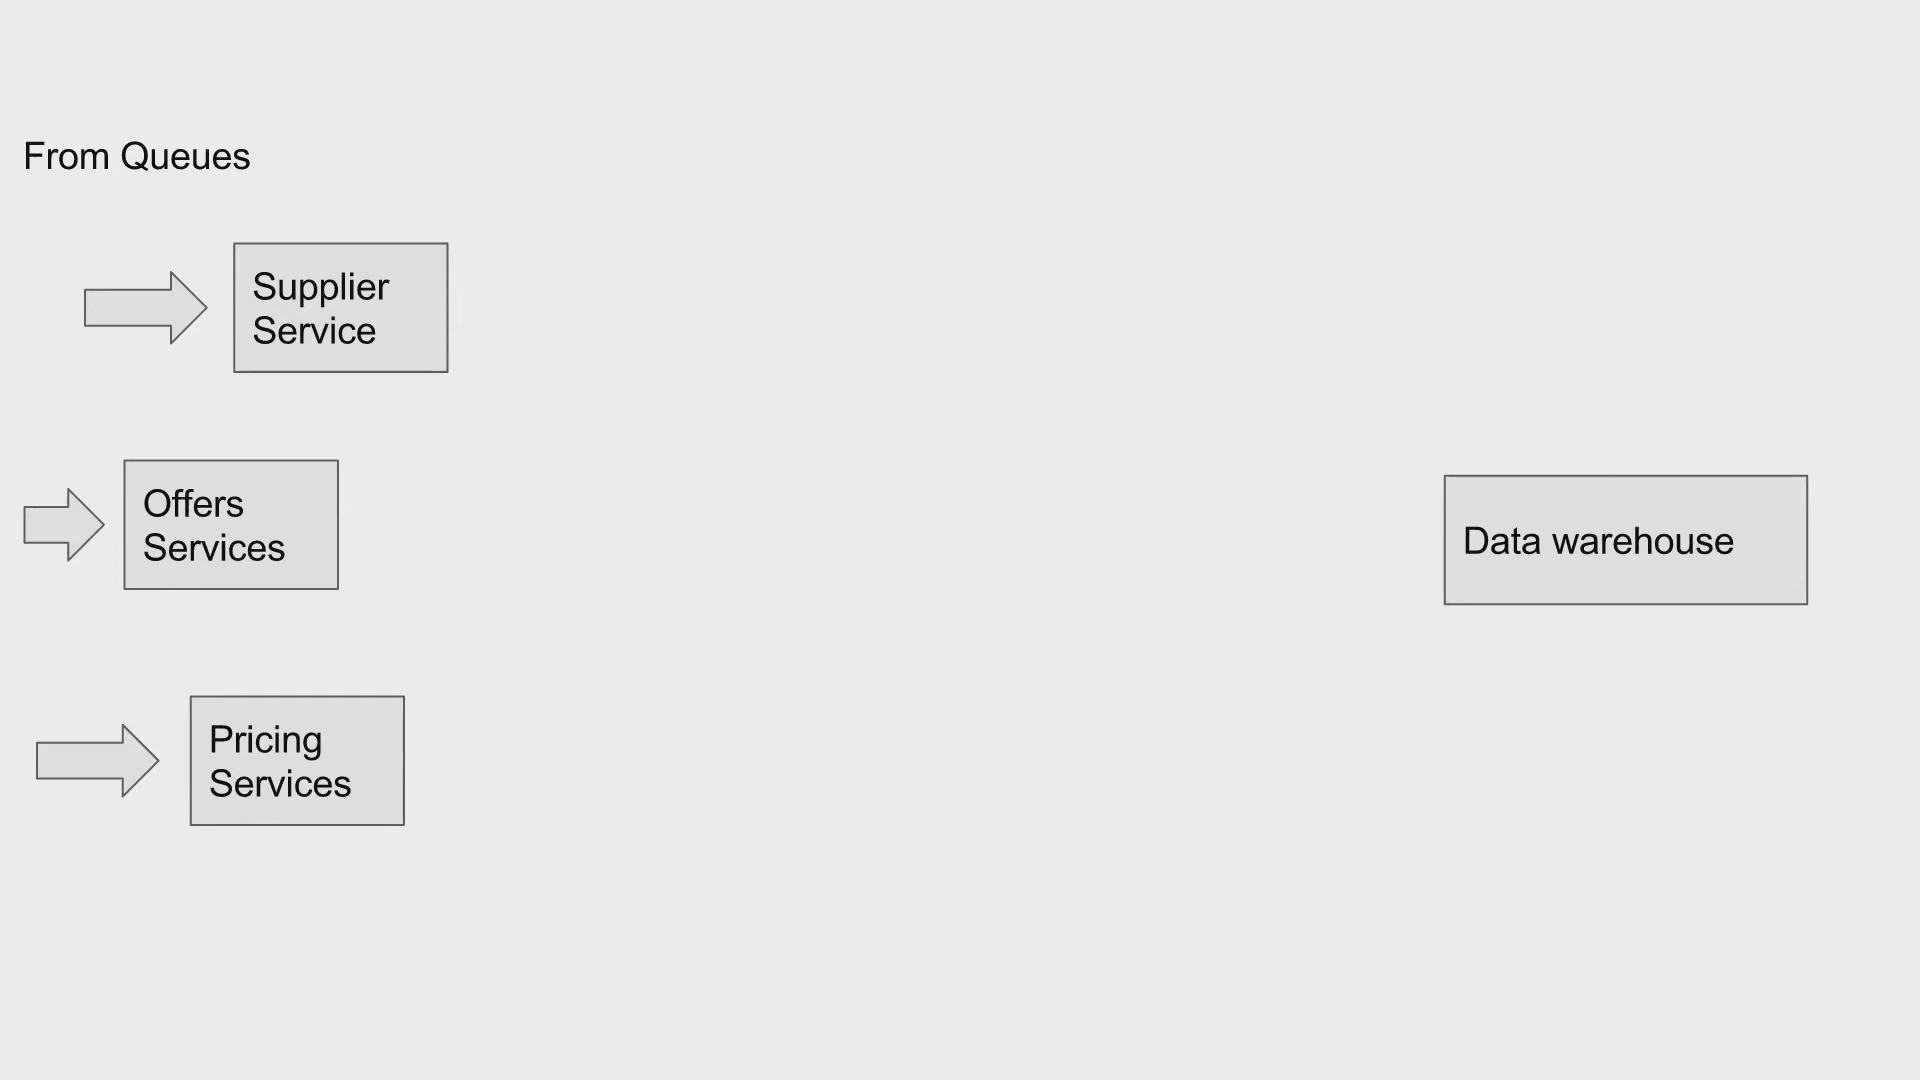 From Queues
Supplier
Service
Offers
Services
Data warehouse
Pricing
Services